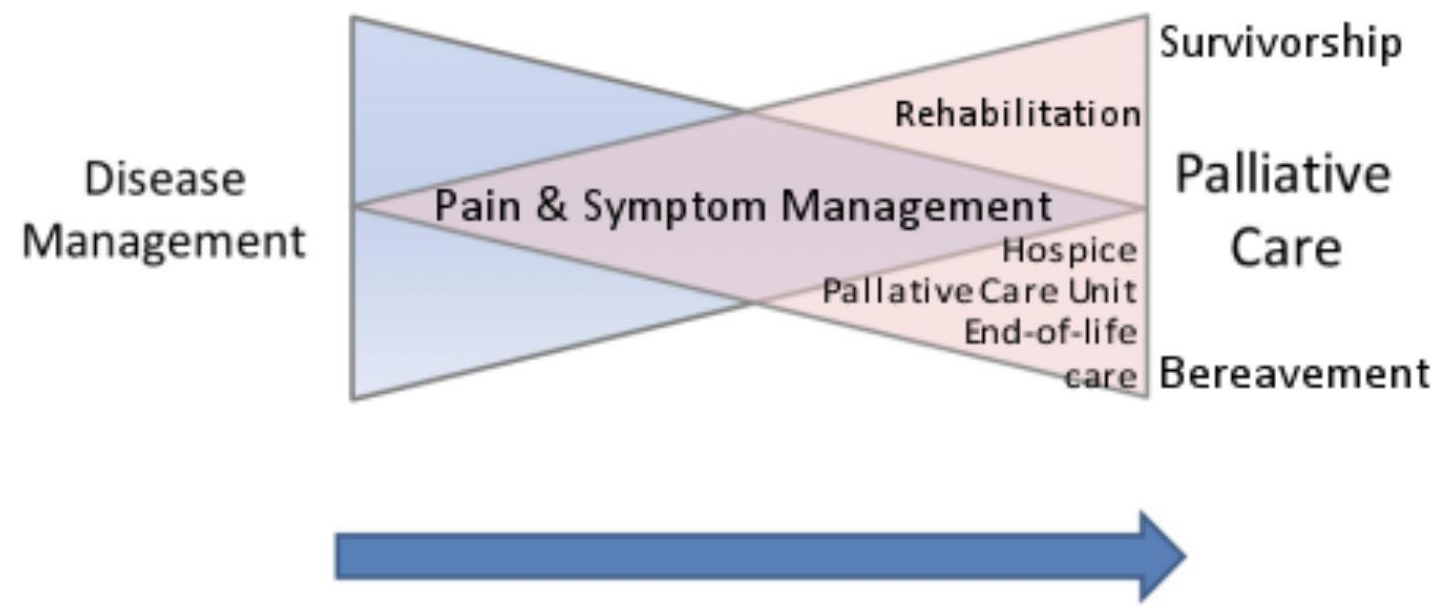 Disease
Management
Pain & Symptom Management
Rehabilitation
Hospice
Pallative Care Unit
End-of-life
care
Survivorship
Palliative
Care
Bereavement